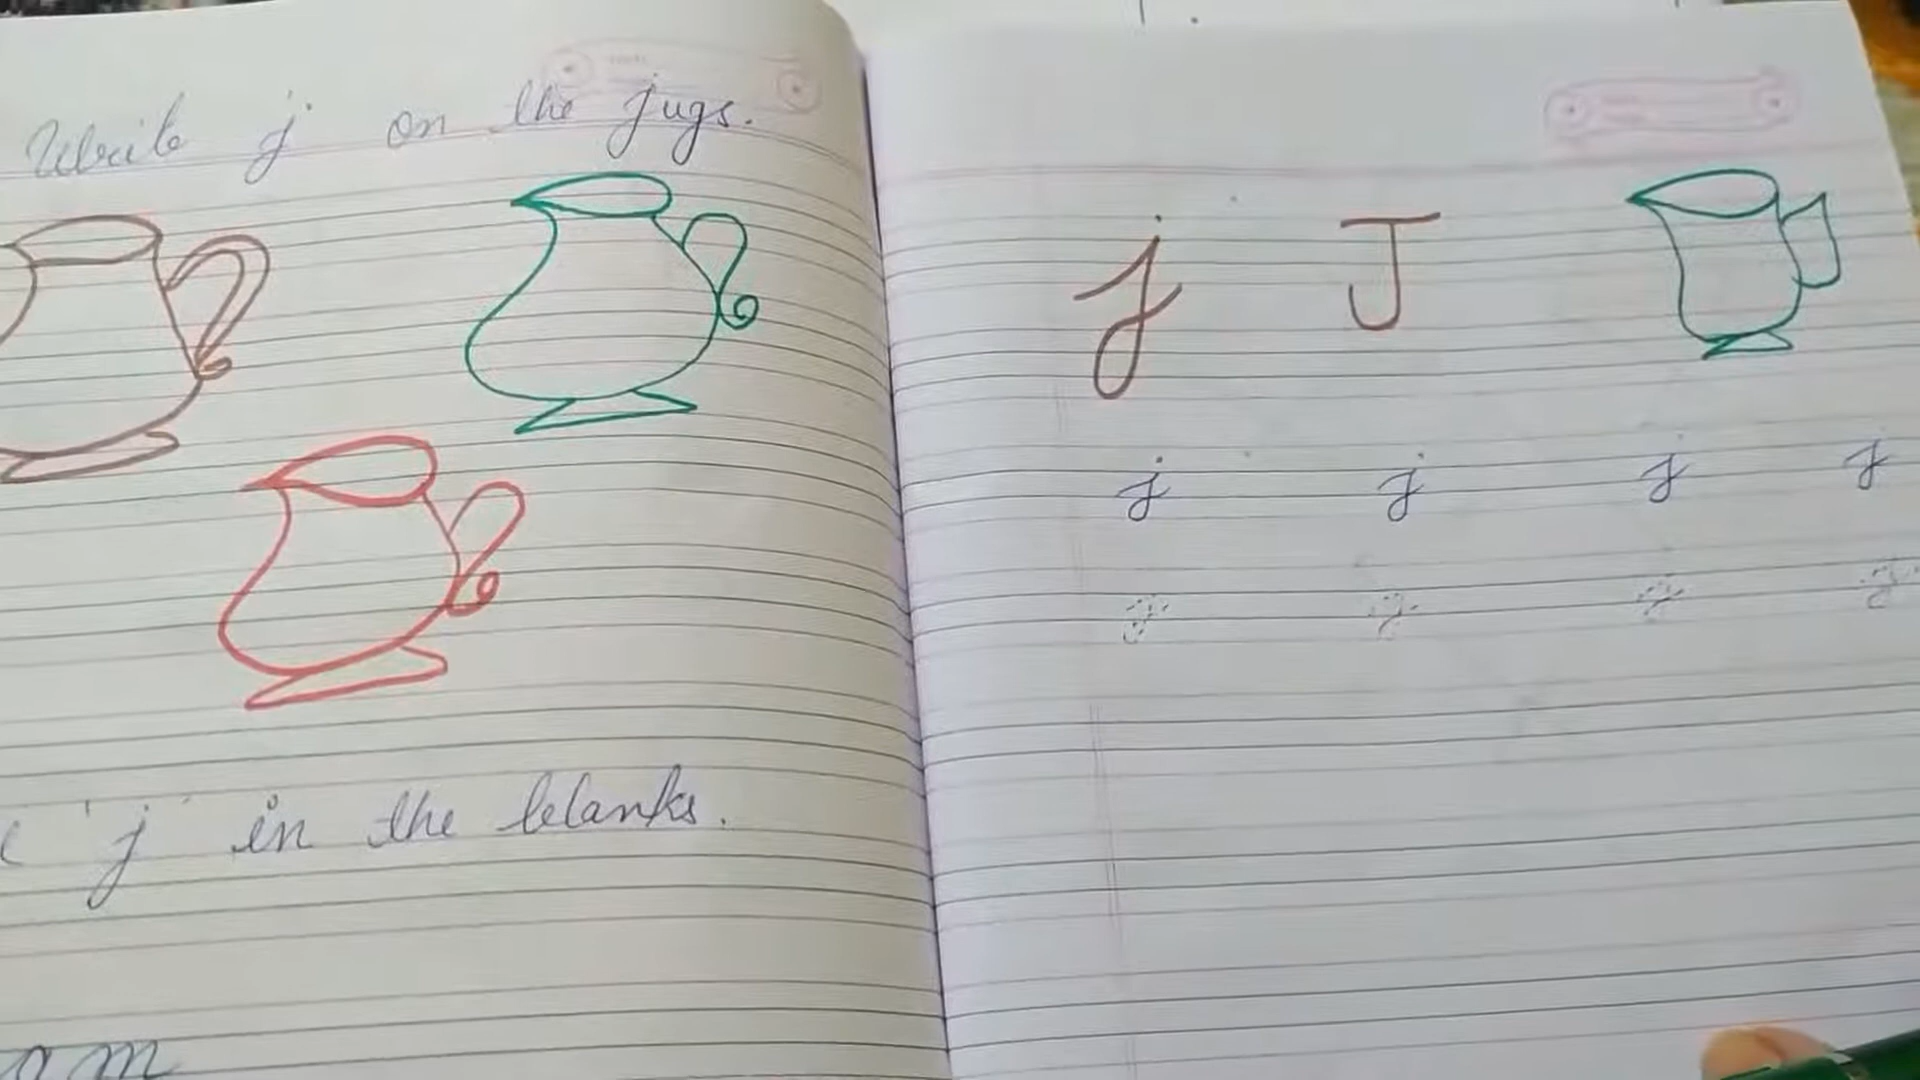 Write j on the jugs.
'j' in the blanks.
j J
j j j j
j j j j